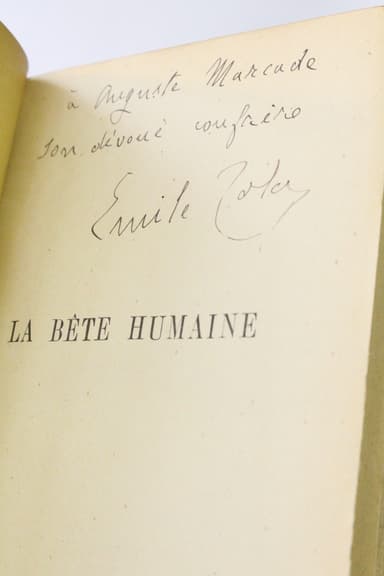 à Auguste Marcade
son dévoué confrère
Emile Zola
LA BÊTE HUMAINE